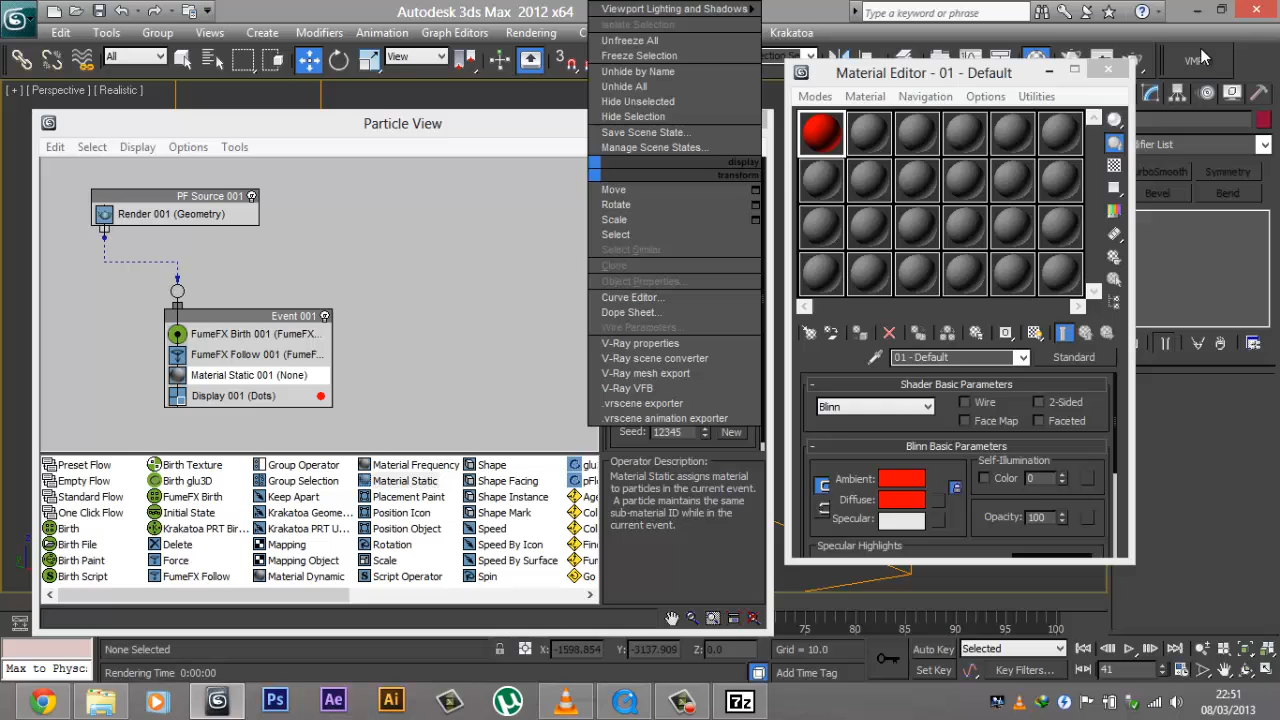 Autodesk 3ds Max 2012 x64
Type a keyword or phrase
Edit
Tools
Group
Views
Create
Modifiers
Animation
Graph Editors
Rendering
Krakatoa
All
View
[ + ] [ Perspective ] [ Realistic ]
Viewport Lighting and Shadows
Isolate Selection
Unfreeze All
Freeze Selection
Unhide by Name
Unhide All
Hide Unselected
Hide Selection
Save Scene State...
Manage Scene States...
display
transform
Move
Rotate
Scale
Select
Select Similar
Clone
Object Properties...
Curve Editor...
Dope Sheet...
Wire Parameters...
V-Ray properties
V-Ray scene converter
V-Ray mesh export
V-Ray VFB
.vrscene exporter
.vrscene animation exporter
Particle View
Edit
Select
Display
Options
Tools
PF Source 001
Render 001 (Geometry)
Event 001
FumeFX Birth 001 (FumeFX...
FumeFX Follow 001 (FumeF...
Material Static 001 (None)
Display 001 (Dots)
Preset Flow
Birth Texture
Group Operator
Material Frequency
Shape
Empty Flow
Birth glu3D
Group Selection
Material Static
Shape Facing
Standard Flow
FumeFX Birth
Keep Apart
Placement Paint
Shape Instance
One Click Flow
Initial State
Krakatoa Geome...
Position Icon
Shape Mark
Birth
Krakatoa PRT Bir...
Krakatoa Options
Position Object
Speed
Birth File
Delete
Mapping
Rotation
Speed By Icon
Birth Paint
Force
Mapping Object
Scale
Speed By Surface
Birth Script
FumeFX Follow
Material Dynamic
Script Operator
Spin
Seed: 12345
New
Operator Description:
Material Static assigns material
to particles in the current event.
A particle maintains the same
sub-material ID while in the
current event.
Material Editor - 01 - Default
Modes
Material
Navigation
Options
Utilities
01 - Default
Standard
Shader Basic Parameters
Blinn
Wire
2-Sided
Face Map
Faceted
Blinn Basic Parameters
Self-Illumination
Ambient:
Color 0
Diffuse:
Specular:
Opacity: 100
Specular Highlights
Symmetry
Bevel
Bend
75 80 85 90 95 100
None Selected
X: -1598.854
Y: -3137.909
Z: 0.0
Grid = 10.0
Auto Key
Selected
Max to Physc
Rendering Time 0:00:00
Add Time Tag
Set Key
Key Filters...
41
Ps
Ae
Ai
7z
22:51
08/03/2013